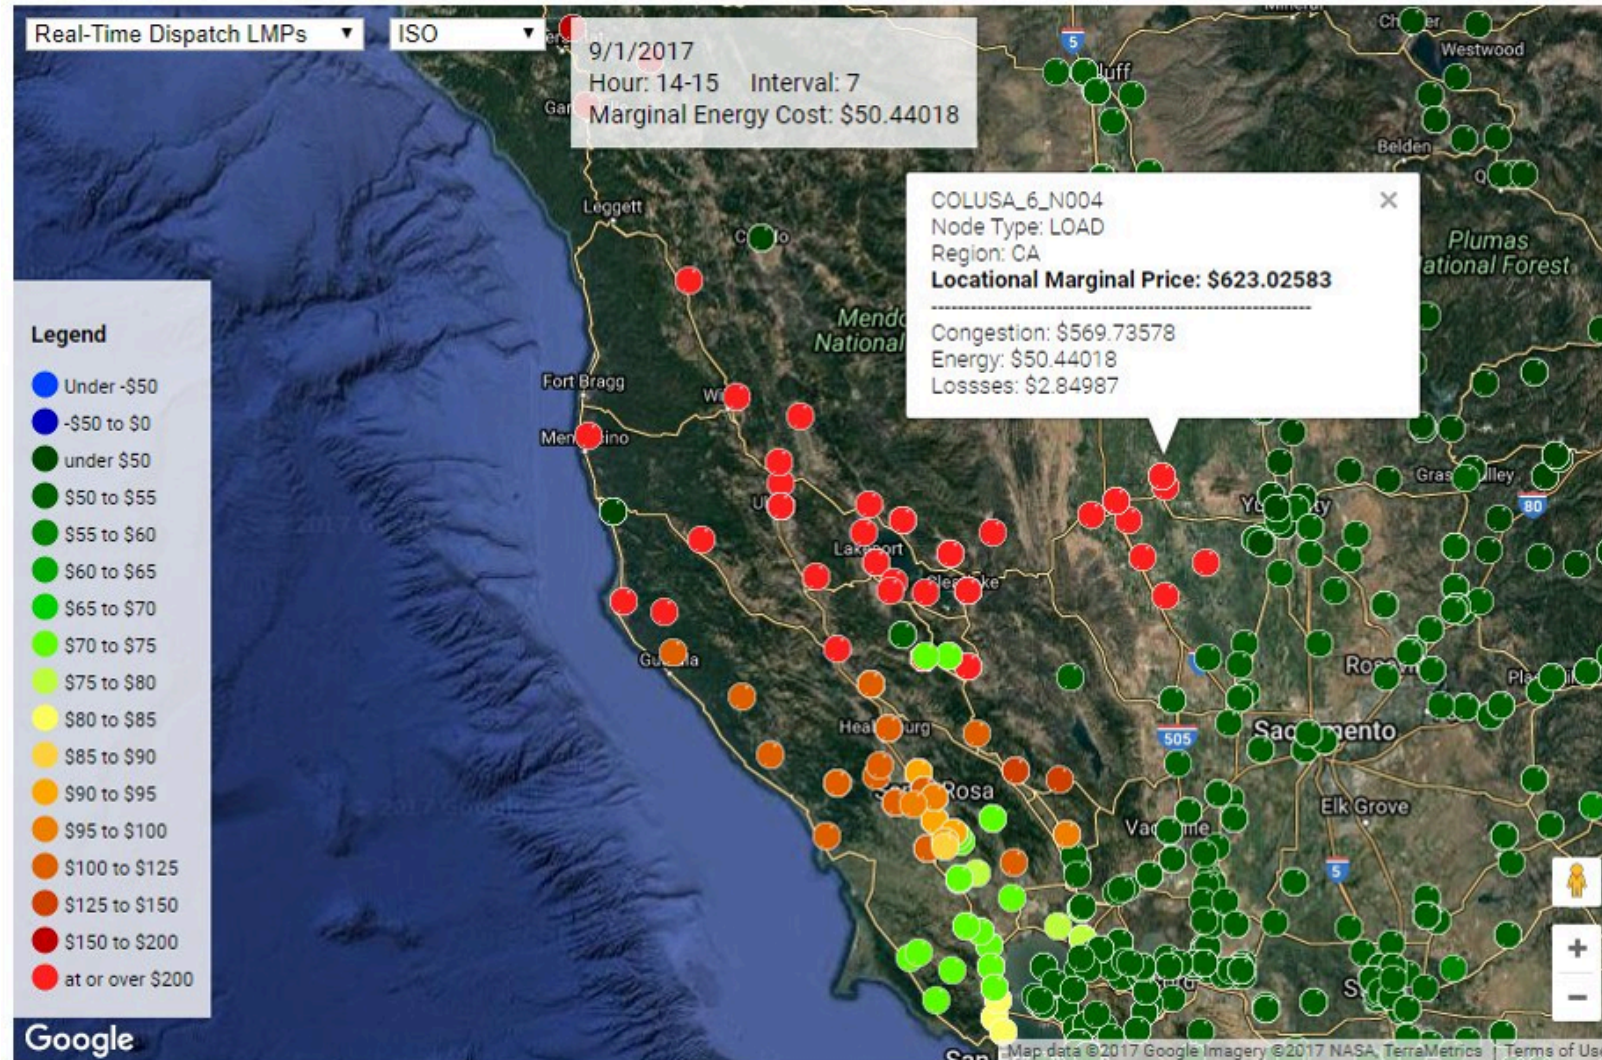 Real-Time Dispatch LMPs
ISO
9/1/2017
Hour: 14-15 Interval: 7
Marginal Energy Cost: $50.44018
COLUSA_6_N004
Node Type: LOAD
Region: CA
Locational Marginal Price: $623.02583
Congestion: $569.73578
Energy: $50.44018
Lossses: $2.84987
Legend
Under -$50
-$50 to $0
under $50
$50 to $55
$55 to $60
$60 to $65
$65 to $70
$70 to $75
$75 to $80
$80 to $85
$85 to $90
$90 to $95
$95 to $100
$100 to $125
$125 to $150
$150 to $200
at or over $200
5
Westwood
Belden
Leggett
Plumas
Fort Bragg
80
Lakeport
505
Sacramento
Elk Grove
5
Google
Map data ©2017 Google Imagery ©2017 NASA, TerraMetrics